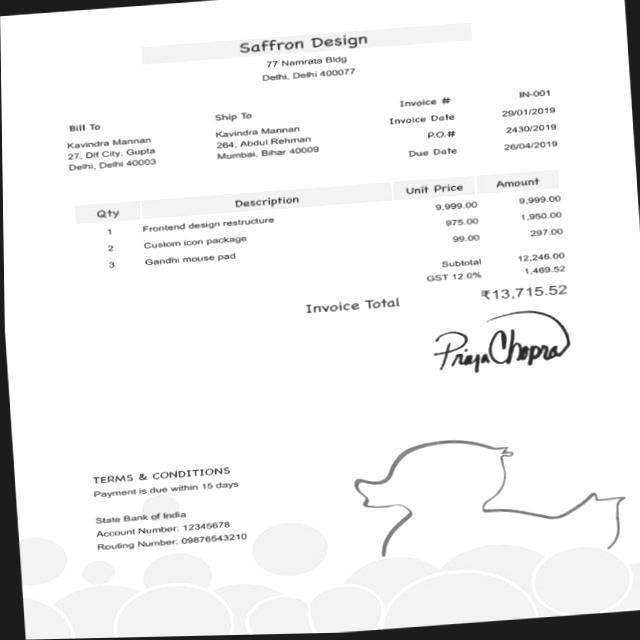 Saffron Design
77 Namrata Bldg
Delhi, Delhi 400077
Bill To
Kavindra Mannan
27, Dlf City, Gupta
Delhi, Delhi 40003
Ship To
Kavindra Mannan
264, Abdul Rehman
Mumbai, Bihar 40009
Invoice # IN-001
Invoice Date 29/01/2019
P.O.# 2430/2019
Due Date 26/04/2019
Qty Description Unit Price Amount
1 Frontend design restructure 9,999.00 9,999.00
2 Custom icon package 975.00 1,950.00
3 Gandhi mouse pad 99.00 297.00
Subtotal 12,246.00
GST 12.0% 1,469.52
Invoice Total ₹13,715.52
Priya Chopra
TERMS & CONDITIONS
Payment is due within 15 days
State Bank of India
Account Number: 12345678
Routing Number: 09876543210